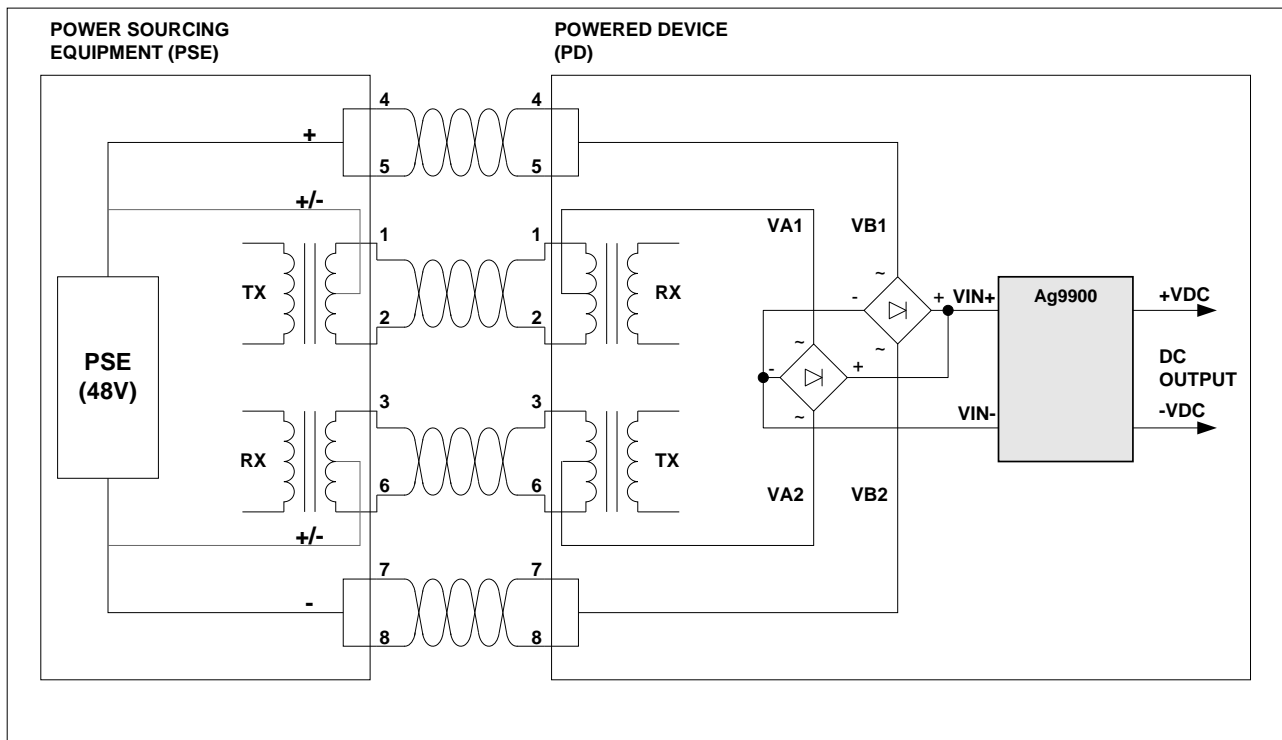 POWER SOURCING
EQUIPMENT (PSE)
POWERED DEVICE
(PD)
4
4
+
5
5
+/-
1
1
VA1
VB1
TX
RX
~
-
+
VIN+
Ag9900
+VDC
2
2
~
~
PSE
(48V)
-
+
DC
OUTPUT
~
3
3
VIN-
-VDC
RX
TX
6
6
VA2
VB2
+/-
7
7
-
8
8